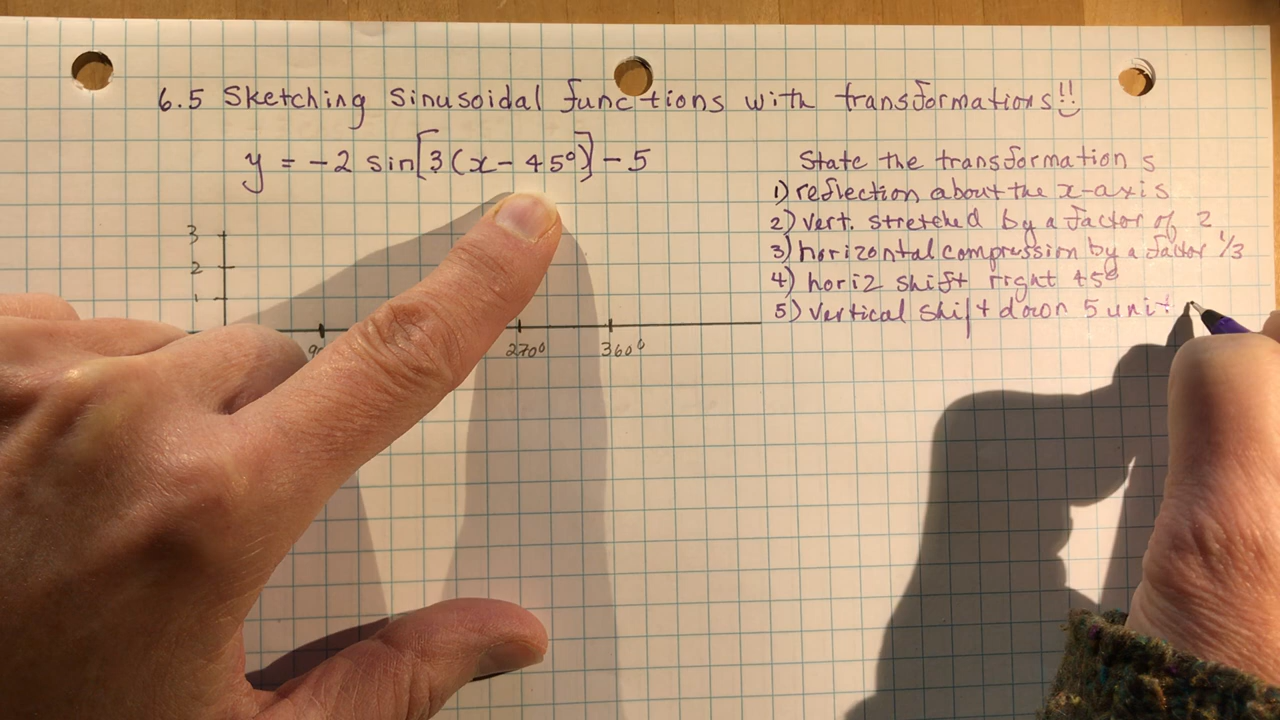 6.5 Sketching Sinusoidal functions with transformations!!
y = -2 sin[3(x - 45°)] - 5
State the transformations
1) reflection about the x-axis
2) vert. stretched by a factor of 2
3) horizontal compression by a factor 1/3
4) horiz shift right 45°
5) vertical shift down 5 unit
3
2
1
90
270°
360°